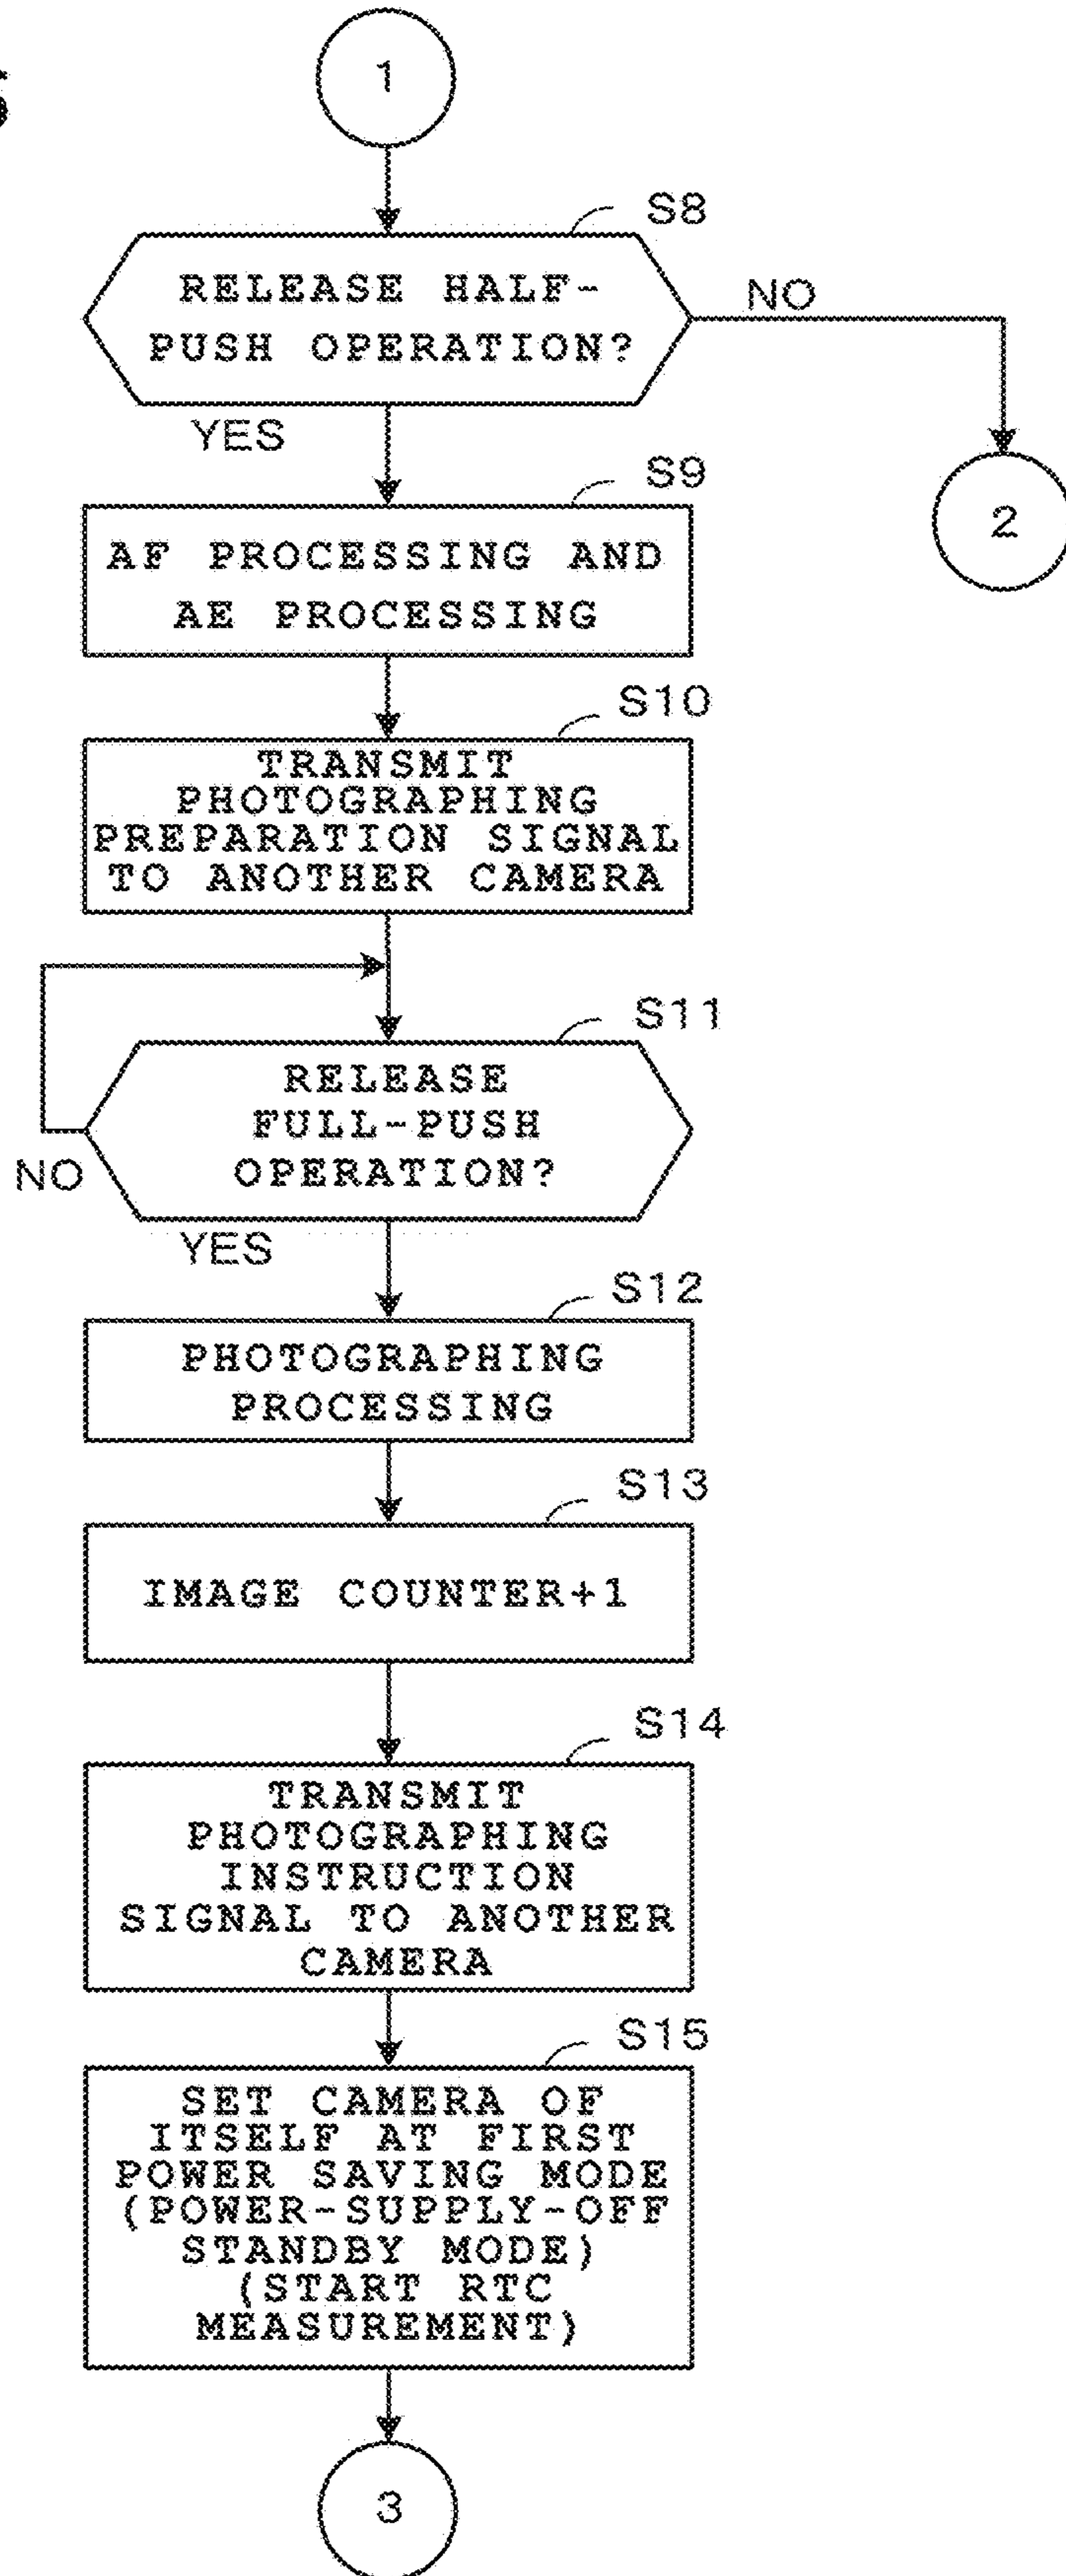 1
S8
RELEASE HALF-
PUSH OPERATION?
NO
YES
2
S9
AF PROCESSING AND
AE PROCESSING
S10
TRANSMIT
PHOTOGRAPHING
PREPARATION SIGNAL
TO ANOTHER CAMERA
S11
RELEASE
FULL-PUSH
OPERATION?
NO
YES
S12
PHOTOGRAPHING
PROCESSING
S13
IMAGE COUNTER+1
S14
TRANSMIT
PHOTOGRAPHING
INSTRUCTION
SIGNAL TO ANOTHER
CAMERA
S15
SET CAMERA OF
ITSELF AT FIRST
POWER SAVING MODE
(POWER-SUPPLY-OFF
STANDBY MODE)
(START RTC
MEASUREMENT)
3